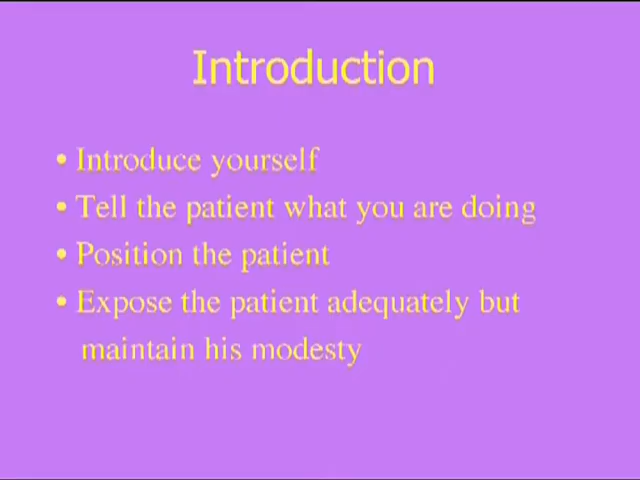 Introduction
• Introduce yourself
• Tell the patient what you are doing
• Position the patient
• Expose the patient adequately but
maintain his modesty